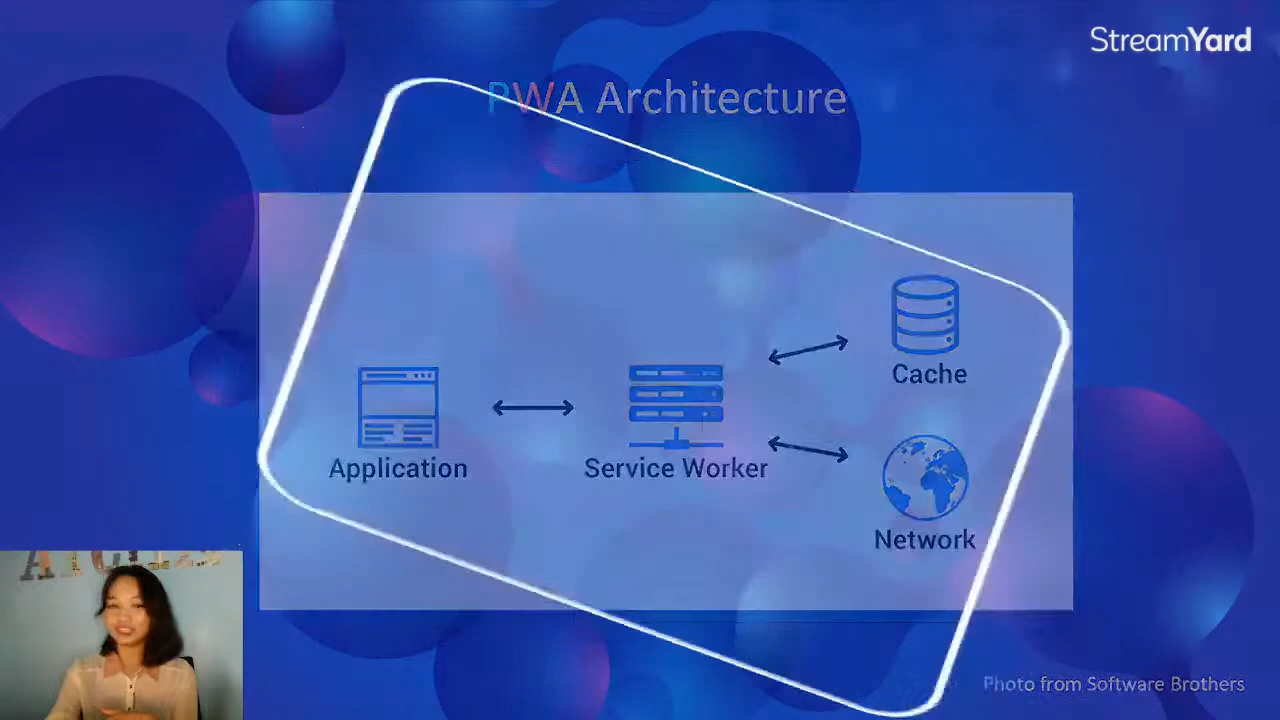 StreamYard
PWA Architecture
Cache
Application
Service Worker
Network
Photo from Software Brothers